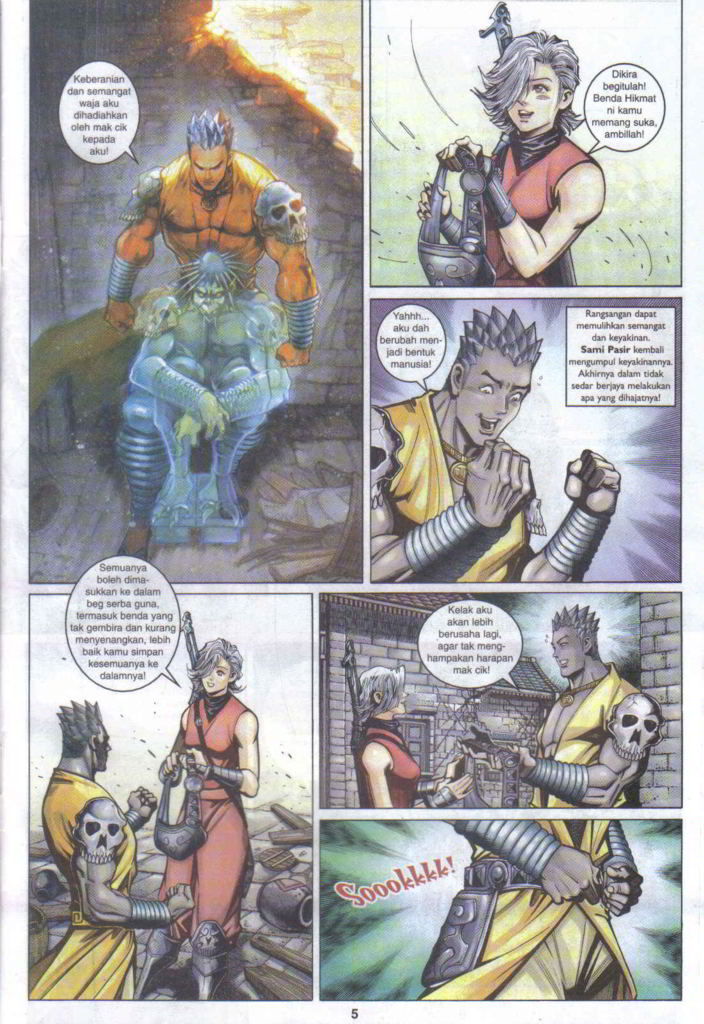 Keberanian
dan semangat
waja aku
dihadiahkan
oleh mak cik
kepada
aku!
Dikira
begitulah!
Benda Hikmat
ni kamu
memang suka,
ambillah!
Yahhh...
aku dah
berubah men-
jadi bentuk
manusia!
Rangsangan dapat
memulihkan semangat
dan keyakinan.
Sami Pasir kembali
mengumpul keyakinannya.
Akhirnya dalam tidak
sedar berjaya melakukan
apa yang dihajatnya!
Semuanya
boleh dima-
sukkan ke dalam
beg serba guna,
termasuk benda yang
tak gembira dan kurang
menyenangkan, lebih
baik kamu simpan
kesemuanya ke
dalamnya!
Kelak aku
akan lebih
berusaha lagi,
agar tak meng-
hampakan harapan
mak cik!
Soookkkk!
5